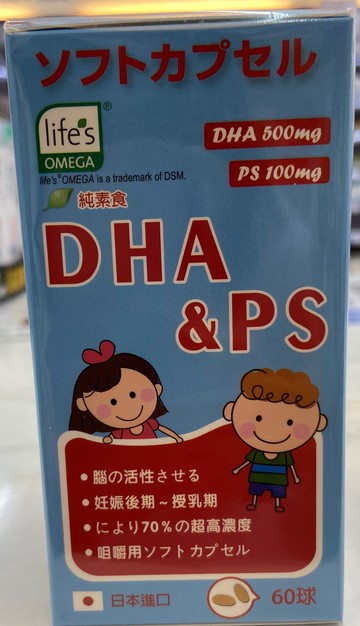 ソフトカプセル
life's®
OMEGA
life's®OMEGA is a trademark of DSM.
DHA 500mg
PS 100mg
純素食
DHA
&PS
•脳の活性させる
•妊娠後期～授乳期
•により70%の超高濃度
•咀嚼用ソフトカプセル
日本進口
60球